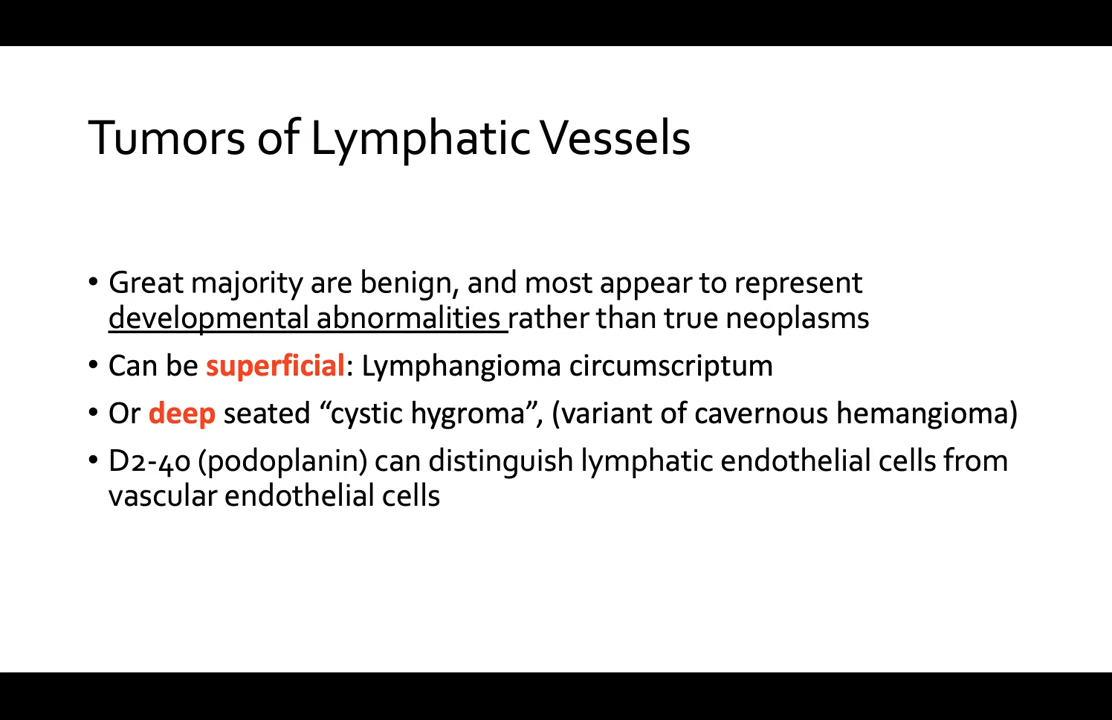 Tumors of Lymphatic Vessels
• Great majority are benign, and most appear to represent
developmental abnormalities rather than true neoplasms
• Can be superficial: Lymphangioma circumscriptum
• Or deep seated “cystic hygroma”, (variant of cavernous hemangioma)
• D2-40 (podoplanin) can distinguish lymphatic endothelial cells from
vascular endothelial cells